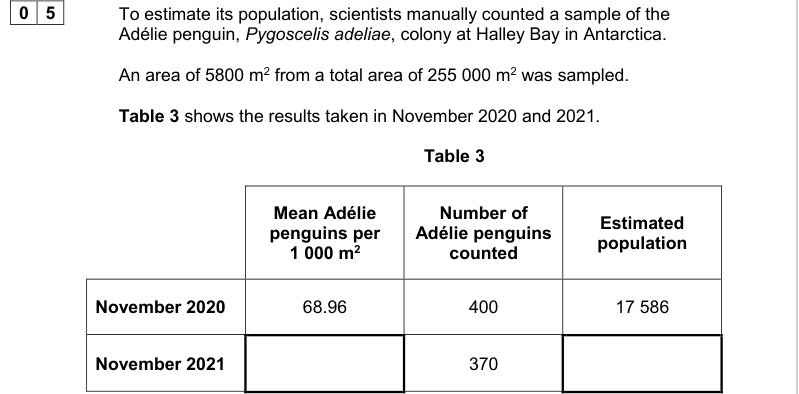 0 5
To estimate its population, scientists manually counted a sample of the
Adélie penguin, Pygoscelis adeliae, colony at Halley Bay in Antarctica.
An area of 5800 m² from a total area of 255 000 m² was sampled.
Table 3 shows the results taken in November 2020 and 2021.
Table 3
Mean Adélie
penguins per
1 000 m²
Number of
Adélie penguins
counted
Estimated
population
November 2020 68.96 400 17 586
November 2021 370